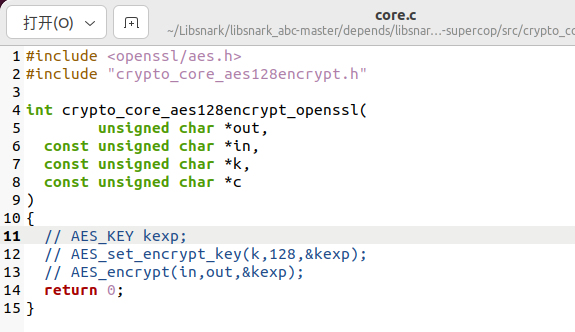 打开(O)
core.c
~/Libsnark/libsnark_abc-master/depends/libsnar…-supercop/src/crypto_co
1 #include <openssl/aes.h>
2 #include "crypto_core_aes128encrypt.h"
3
4 int crypto_core_aes128encrypt_openssl(
5         unsigned char *out,
6   const unsigned char *in,
7   const unsigned char *k,
8   const unsigned char *c
9 )
10 {
11   // AES_KEY kexp;
12   // AES_set_encrypt_key(k,128,&kexp);
13   // AES_encrypt(in,out,&kexp);
14   return 0;
15 }